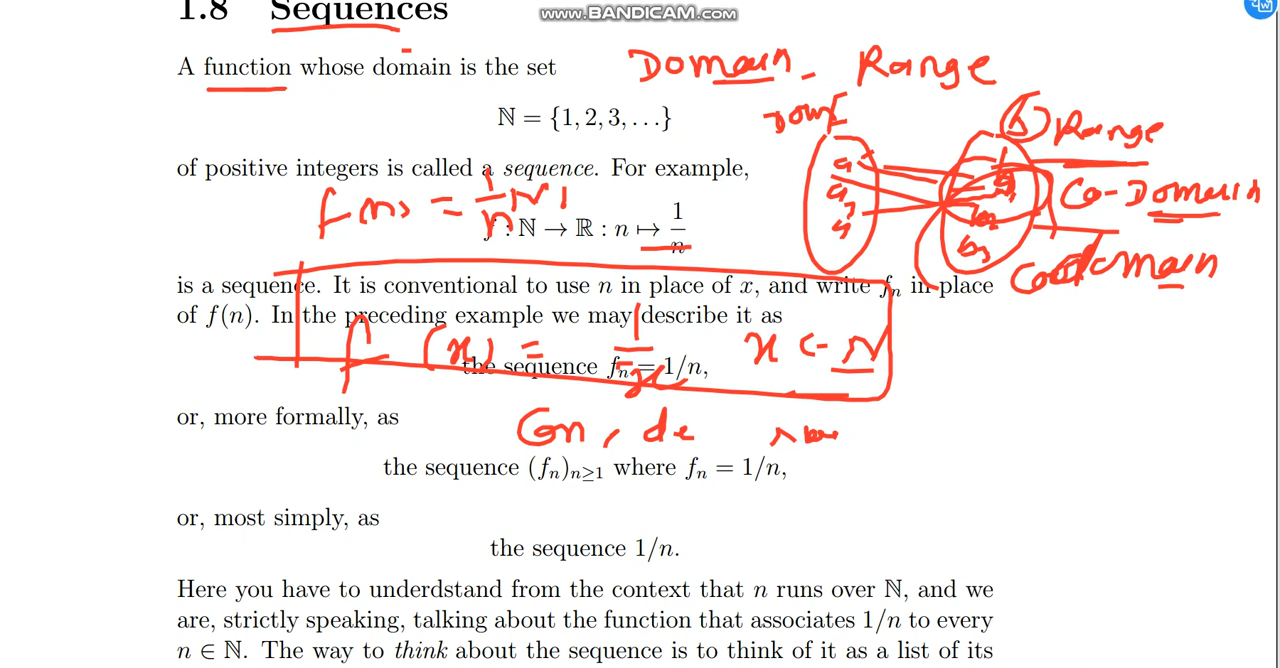 1.8 Sequences
www.BANDICAM.com
A function whose domain is the set
Domain - Range
ℕ = {1, 2, 3, . . .}
Range
of positive integers is called a sequence. For example,
Co-Domain
f(n) = 1/n
: ℕ → ℝ : n ↦ 1/n
Codomain
is a sequence. It is conventional to use n in place of x, and write fₙ in place
of f(n). In the preceding example we may describe it as
f(x) = 1/x x ∈ N
the sequence fₙ = 1/n,
or, more formally, as
the sequence (fₙ)ₙ≥₁ where fₙ = 1/n,
or, most simply, as
the sequence 1/n.
Here you have to underdstand from the context that n runs over ℕ, and we
are, strictly speaking, talking about the function that associates 1/n to every
n ∈ ℕ. The way to think about the sequence is to think of it as a list of its